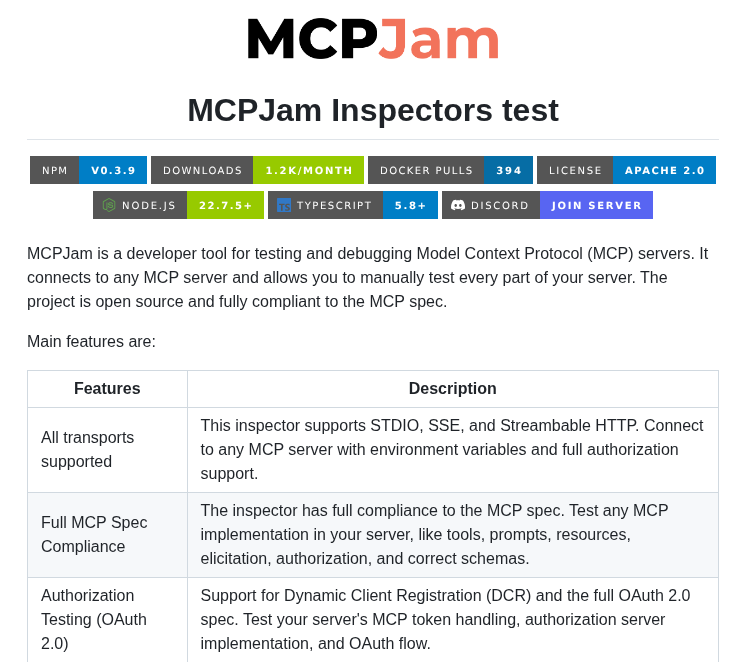 MCPJam
MCPJam Inspectors test
NPM V0.3.9 DOWNLOADS 1.2K/MONTH DOCKER PULLS 394 LICENSE APACHE 2.0
NODE.JS 22.7.5+ TYPESCRIPT 5.8+ DISCORD JOIN SERVER
MCPJam is a developer tool for testing and debugging Model Context Protocol (MCP) servers. It
connects to any MCP server and allows you to manually test every part of your server. The
project is open source and fully compliant to the MCP spec.
Main features are:
Features Description
All transports
supported
This inspector supports STDIO, SSE, and Streambable HTTP. Connect
to any MCP server with environment variables and full authorization
support.
Full MCP Spec
Compliance
The inspector has full compliance to the MCP spec. Test any MCP
implementation in your server, like tools, prompts, resources,
elicitation, authorization, and correct schemas.
Authorization
Testing (OAuth
2.0)
Support for Dynamic Client Registration (DCR) and the full OAuth 2.0
spec. Test your server's MCP token handling, authorization server
implementation, and OAuth flow.